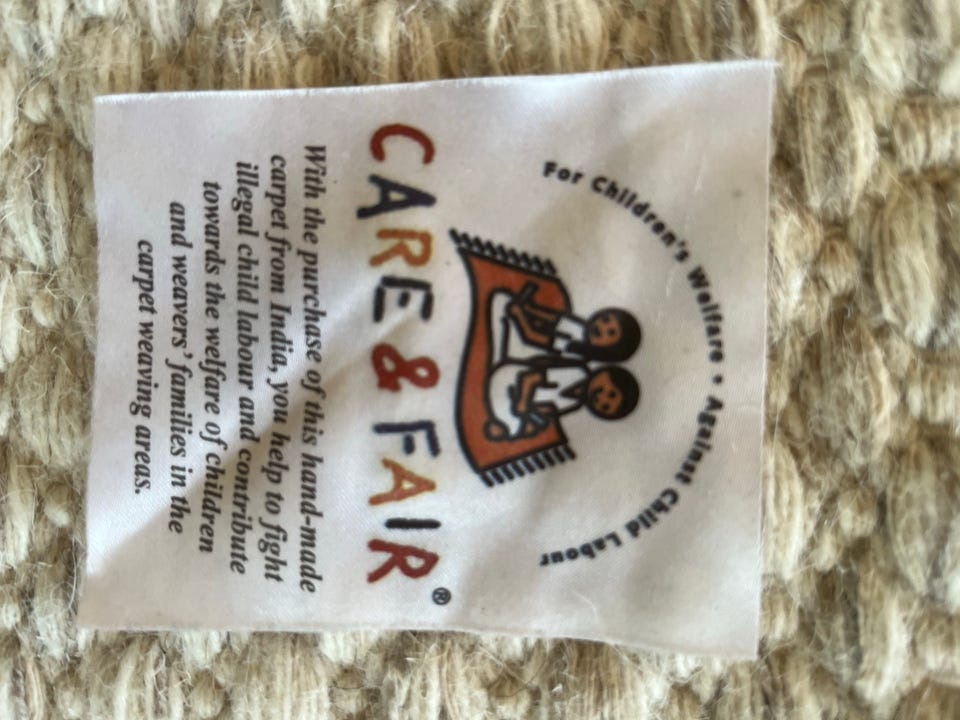 For Children's Welfare • Against Child Labour
CARE & FAIR®
With the purchase of this hand-made
carpet from India, you help to fight
illegal child labour and contribute
towards the welfare of children
and weavers' families in the
carpet weaving areas.